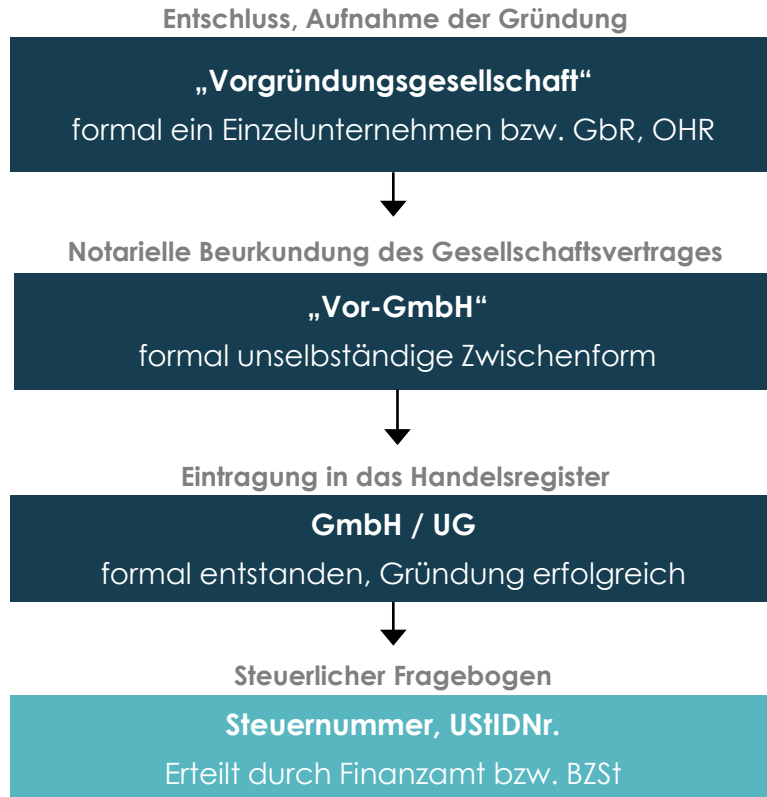 Entschluss, Aufnahme der Gründung
„Vorgründungsgesellschaft“
formal ein Einzelunternehmen bzw. GbR, OHR
Notarielle Beurkundung des Gesellschaftsvertrages
„Vor-GmbH“
formal unselbständige Zwischenform
Eintragung in das Handelsregister
GmbH / UG
formal entstanden, Gründung erfolgreich
Steuerlicher Fragebogen
Steuernummer, UStIDNr.
Erteilt durch Finanzamt bzw. BZSt